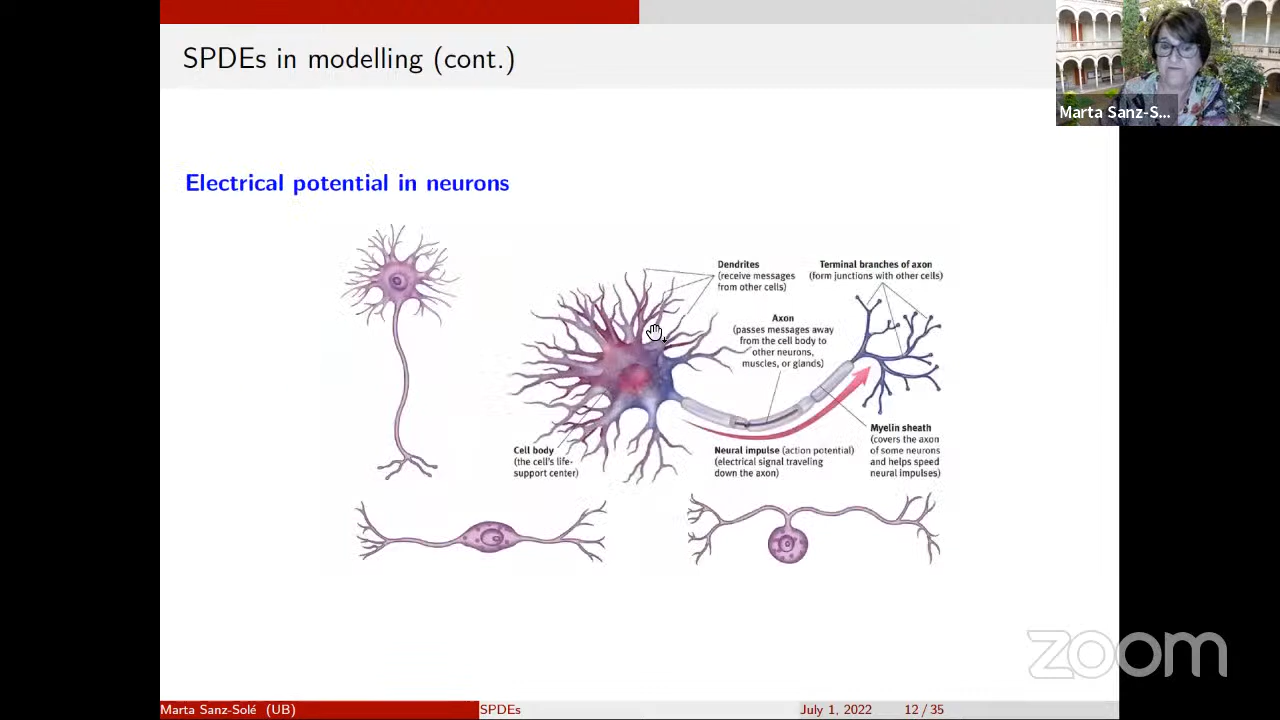 SPDEs in modelling (cont.)
Marta Sanz-S...
Electrical potential in neurons
Dendrites
(receive messages
from other cells)
Terminal branches of axon
(form junctions with other cells)
Axon
(passes messages away
from the cell body to
other neurons,
muscles, or glands)
Cell body
(the cell's life-
support center)
Neural impulse (action potential)
(electrical signal traveling
down the axon)
Myelin sheath
(covers the axon
of some neurons
and helps speed
neural impulses)
zoom
Marta Sanz-Solé (UB)
SPDEs
July 1, 2022
12 / 35